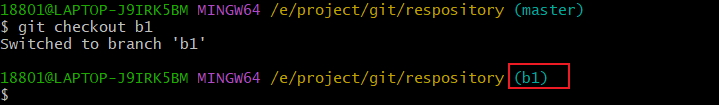 18801@LAPTOP-J9IRK5BM MINGW64 /e/project/git/respository (master)
$ git checkout b1
Switched to branch 'b1'
18801@LAPTOP-J9IRK5BM MINGW64 /e/project/git/respository (b1)
$